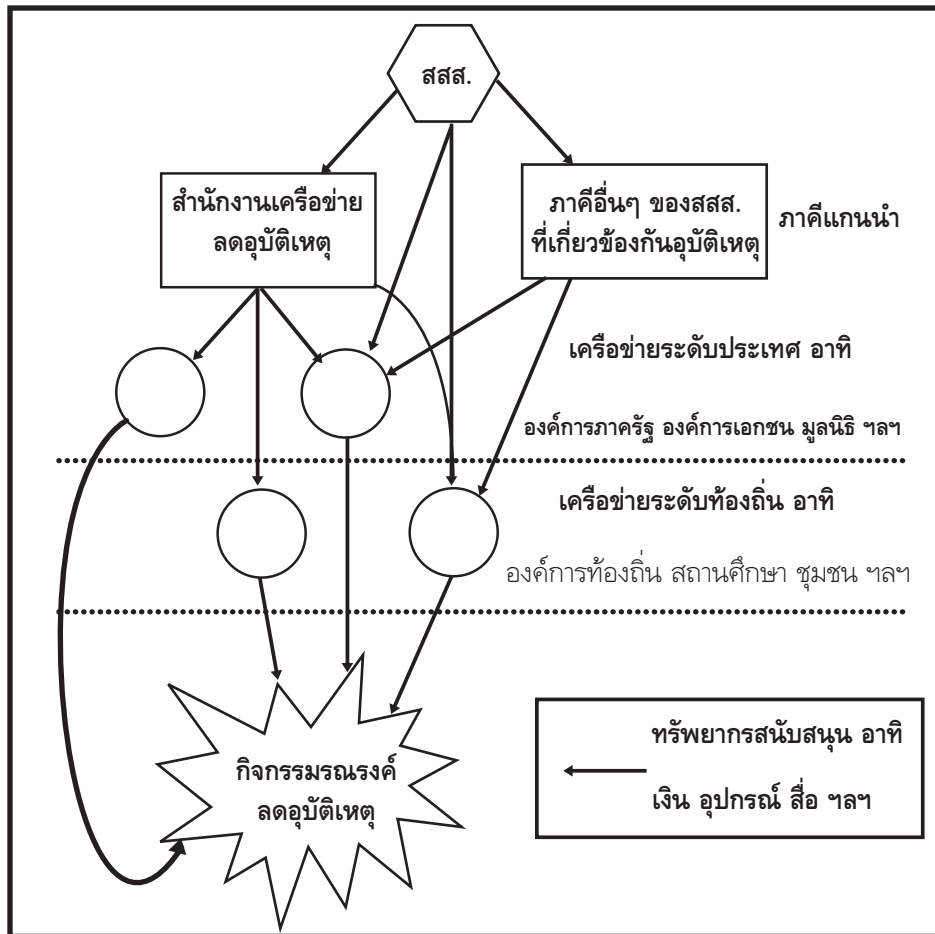 สสส.
สำนักงานเครือข่าย
ลดอุบัติเหตุ
ภาคีอื่นๆ ของสสส.
ที่เกี่ยวข้องกันอุบัติเหตุ
ภาคีแกนนำ
เครือข่ายระดับประเทศ อาทิ
องค์การภาครัฐ องค์การเอกชน มูลนิธิ ฯลฯ
เครือข่ายระดับท้องถิ่น อาทิ
องค์การท้องถิ่น สถานศึกษา ชุมชน ฯลฯ
กิจกรรมรณรงค์
ลดอุบัติเหตุ
ทรัพยากรสนับสนุน อาทิ
เงิน อุปกรณ์ สื่อ ฯลฯ